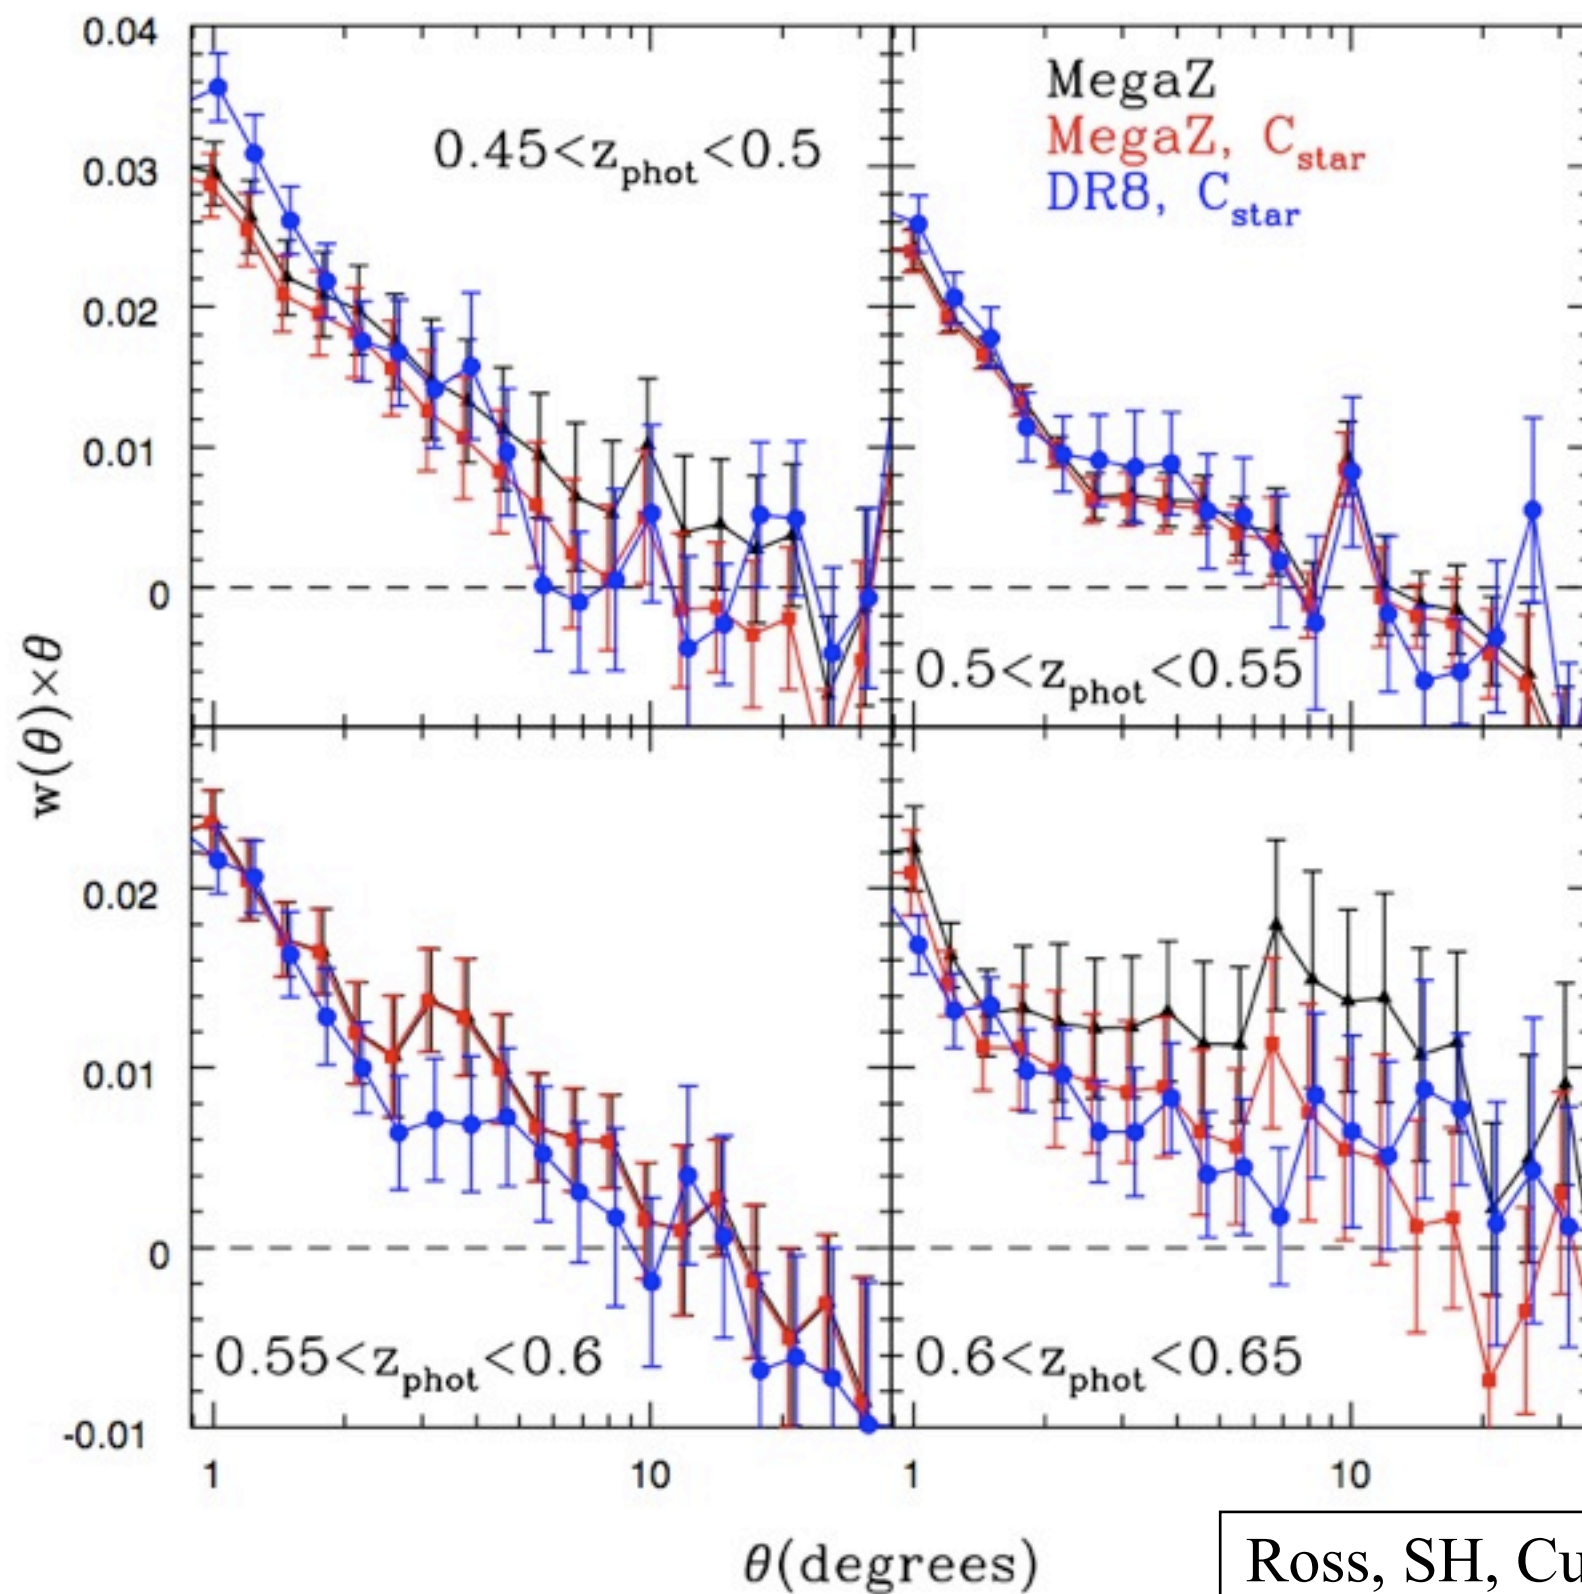 0.04
0.03
0.02
0.01
0
0.02
0.01
0
-0.01
w(θ)×θ
0.45<z_phot<0.5
MegaZ
MegaZ, C_star
DR8, C_star
0.5<z_phot<0.55
0.55<z_phot<0.6
0.6<z_phot<0.65
1 10 1 10
θ(degrees)
Ross, SH, Cu